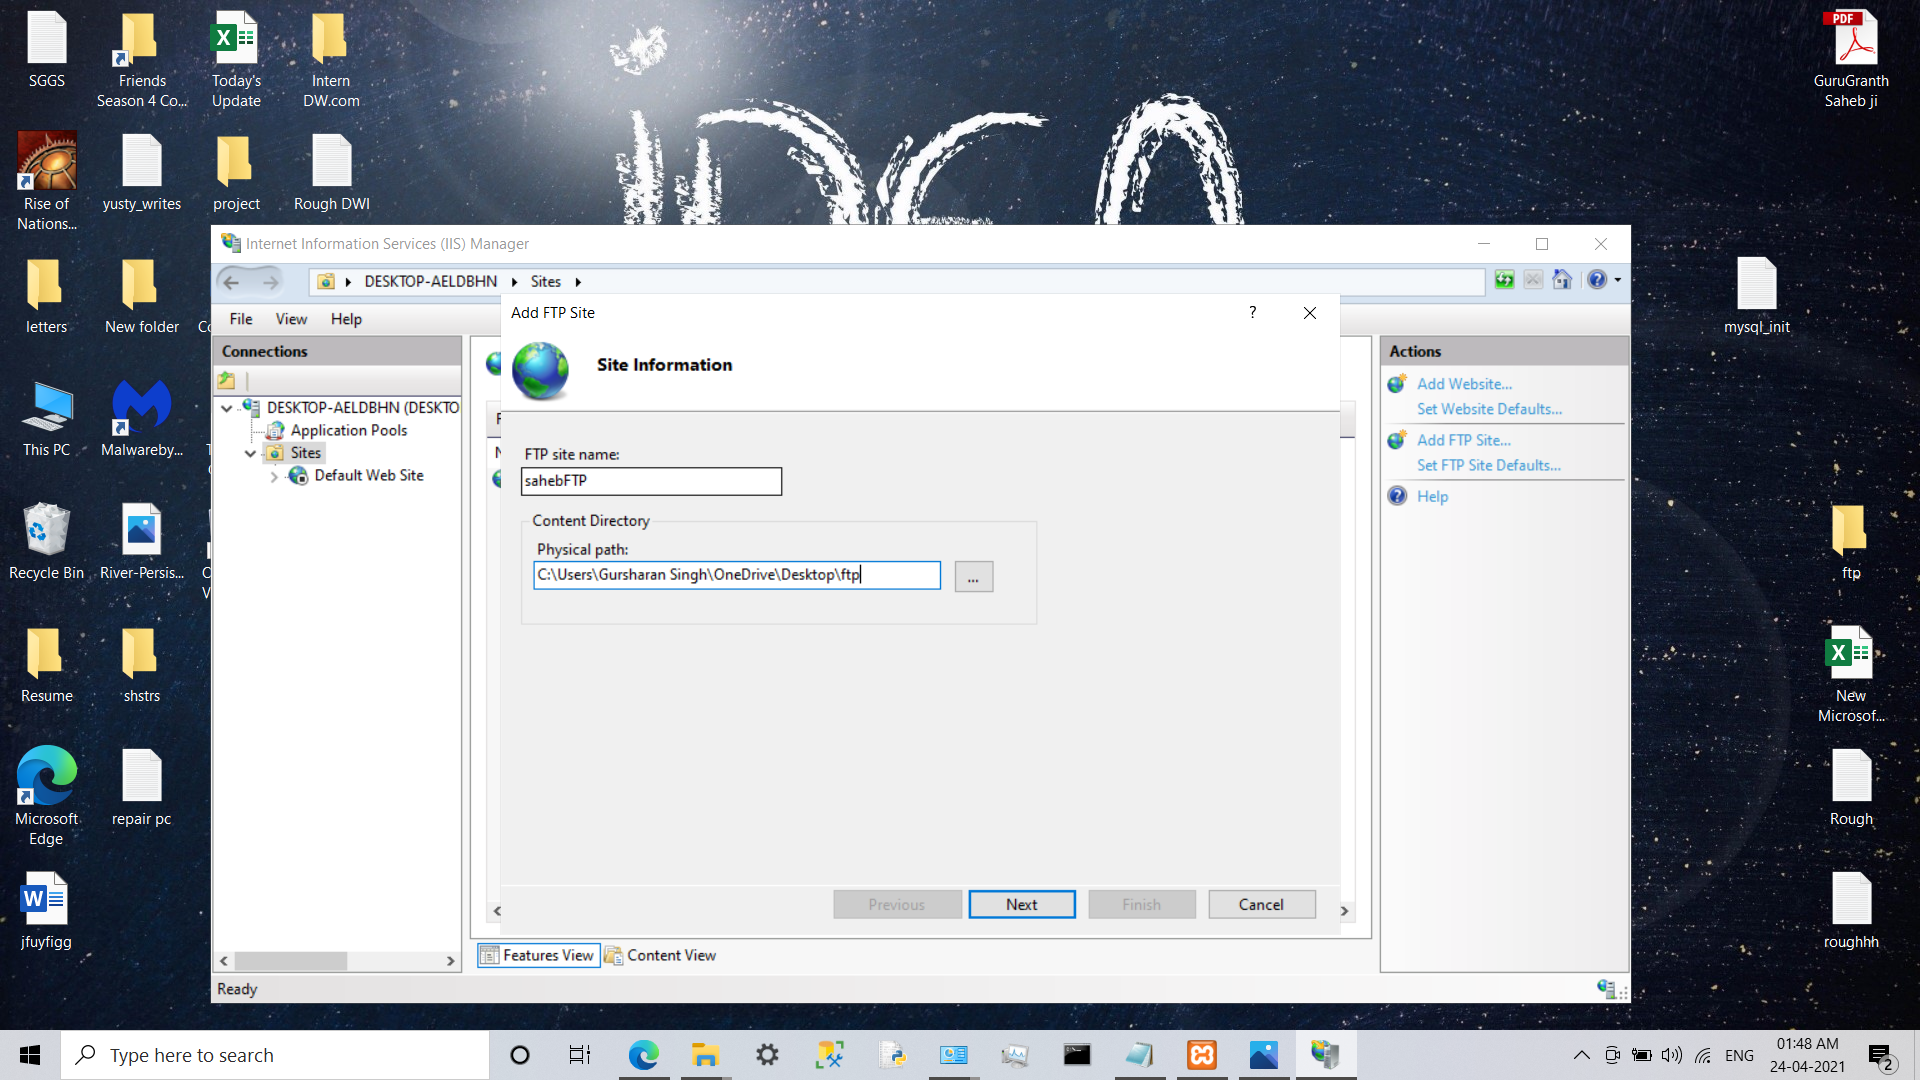 SGGS
Friends
Season 4 Co...
Today's
Update
Intern
DW.com
PDF
GuruGranth
Saheb ji
Rise of
Nations...
yusty_writes
project
Rough DWI
IDEA
letters
New folder
mysql_init
This PC
Malwareby...
Recycle Bin
River-Persis...
ftp
Resume
shstrs
New
Microsof...
Microsoft
Edge
repair pc
Rough
jfuyfigg
roughhh
Internet Information Services (IIS) Manager
DESKTOP-AELDBHN
Sites
File
View
Help
Connections
DESKTOP-AELDBHN (DESKTO
Application Pools
Sites
Default Web Site
Add FTP Site
?
Site Information
FTP site name:
sahebFTP
Content Directory
Physical path:
C:\Users\Gursharan Singh\OneDrive\Desktop\ftp
...
Previous
Next
Finish
Cancel
Actions
Add Website...
Set Website Defaults...
Add FTP Site...
Set FTP Site Defaults...
Help
Features View
Content View
Ready
Type here to search
ENG
01:48 AM
24-04-2021
2